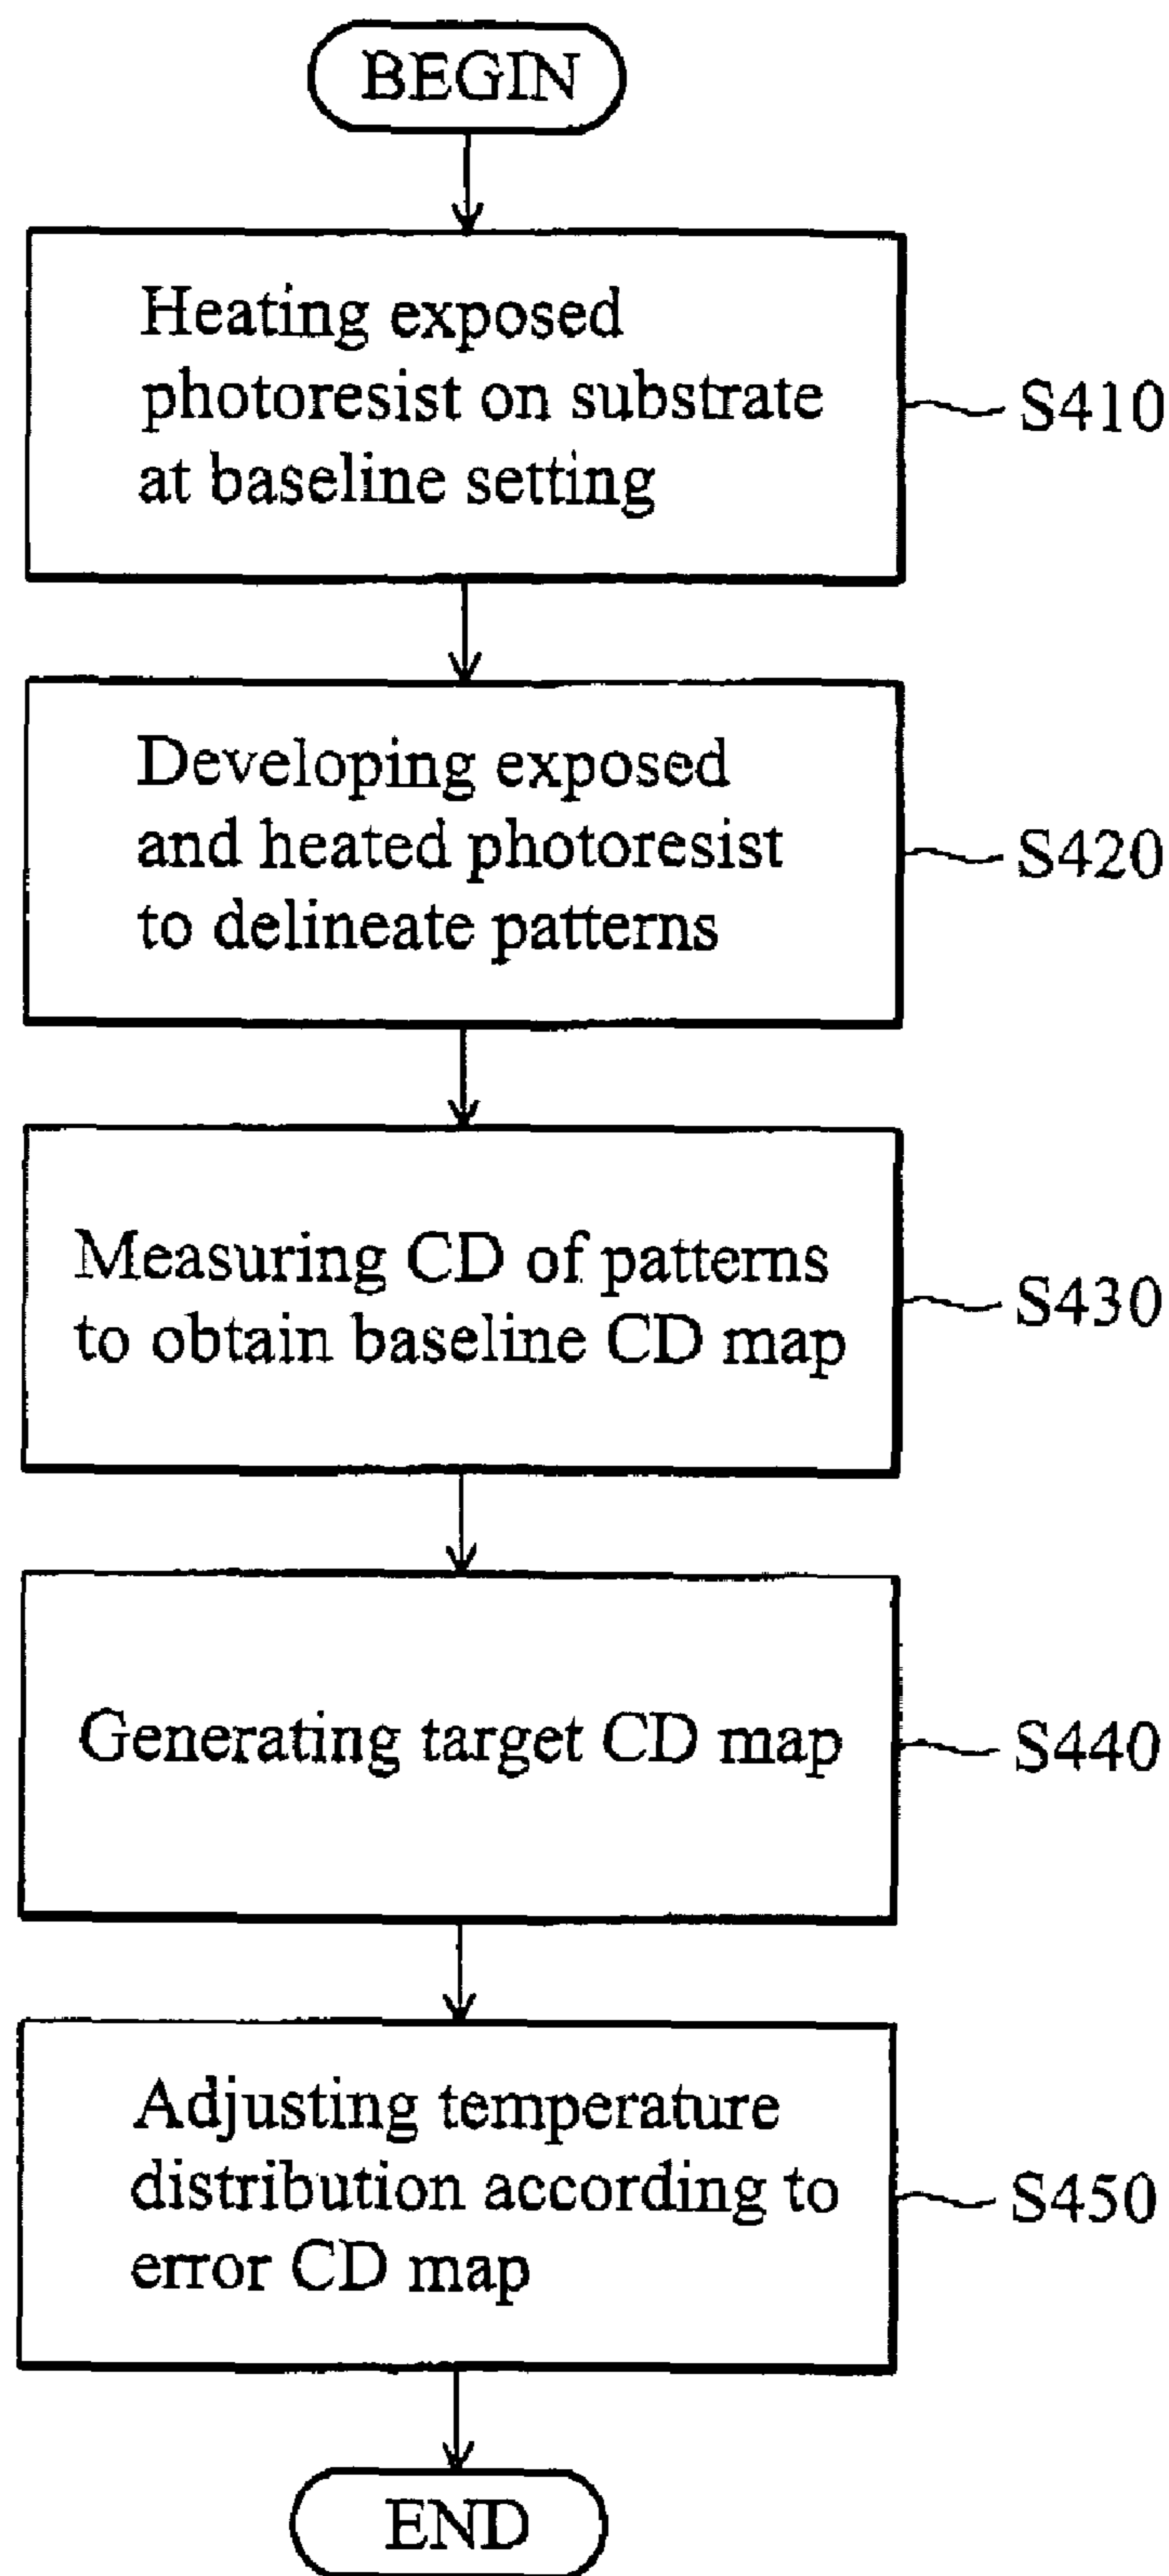 BEGIN
Heating exposed
photoresist on substrate
at baseline setting
S410
Developing exposed
and heated photoresist
to delineate patterns
S420
Measuring CD of patterns
to obtain baseline CD map
S430
Generating target CD map
S440
Adjusting temperature
distribution according to
error CD map
S450
END